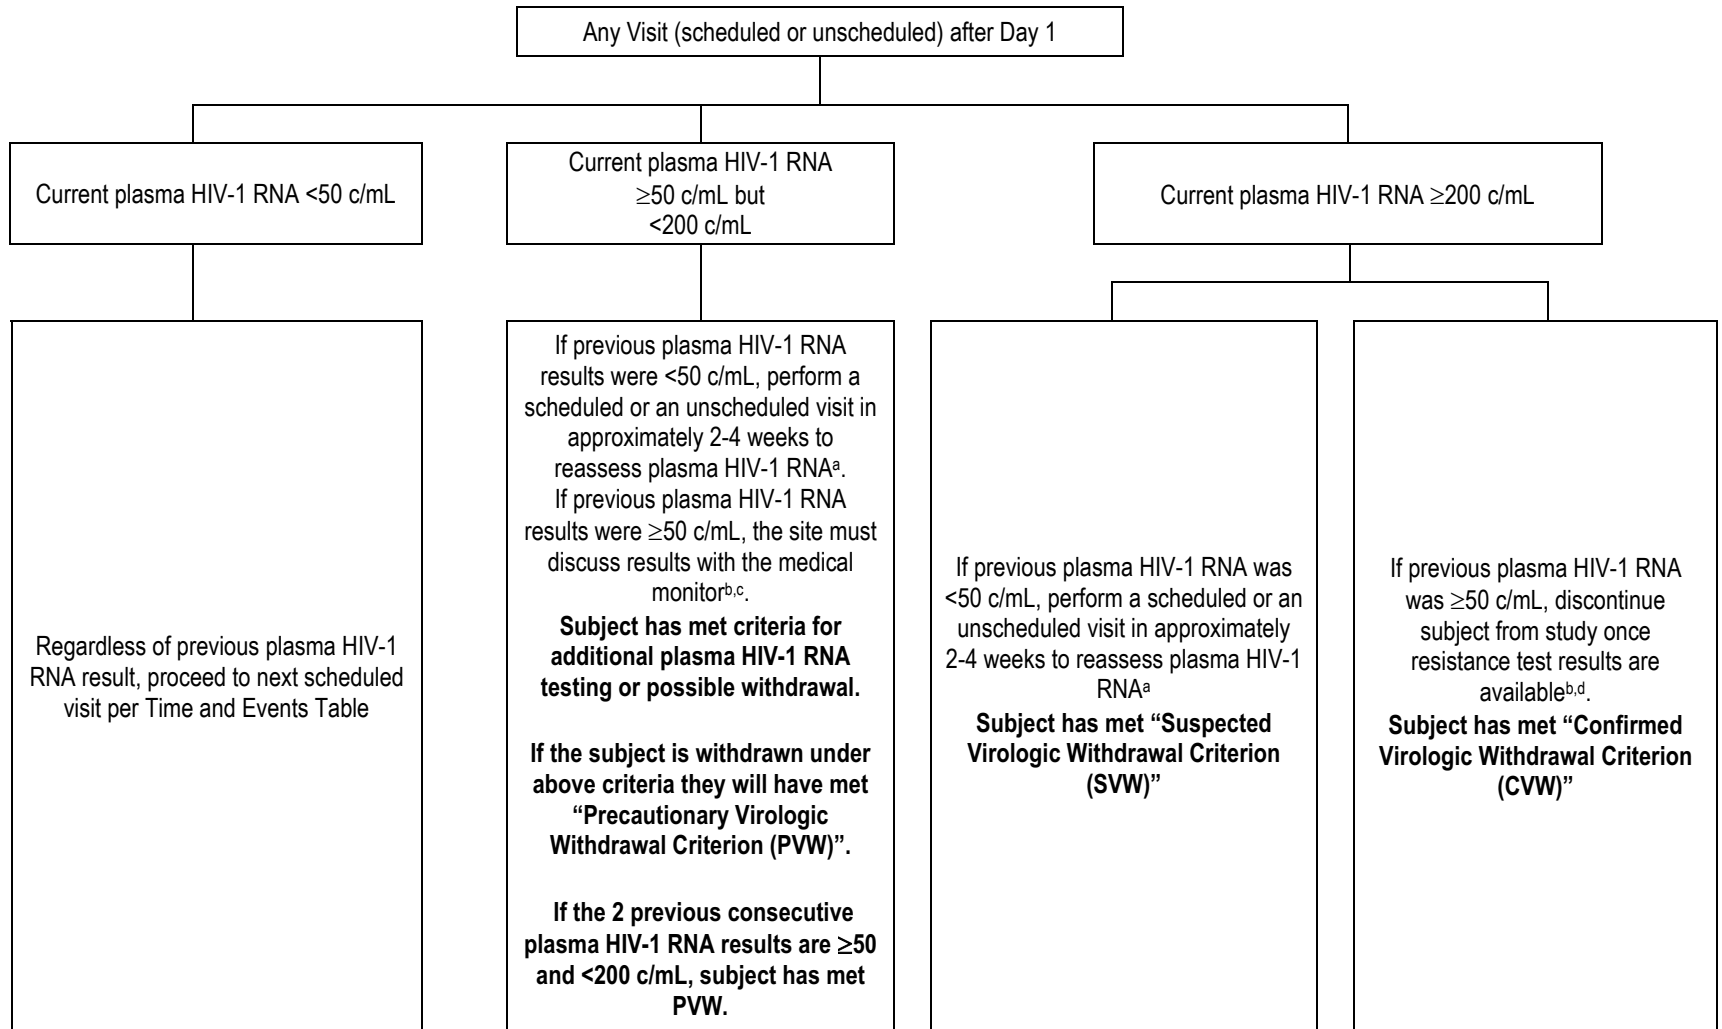 Any Visit (scheduled or unscheduled) after Day 1
Current plasma HIV-1 RNA <50 c/mL
Current plasma HIV-1 RNA
≥50 c/mL but
<200 c/mL
Current plasma HIV-1 RNA ≥200 c/mL
Regardless of previous plasma HIV-1
RNA result, proceed to next scheduled
visit per Time and Events Table
If previous plasma HIV-1 RNA
results were <50 c/mL, perform a
scheduled or an unscheduled visit in
approximately 2-4 weeks to
reassess plasma HIV-1 RNAᵃ.
If previous plasma HIV-1 RNA
results were ≥50 c/mL, the site must
discuss results with the medical
monitorᵇ,ᶜ.
Subject has met criteria for
additional plasma HIV-1 RNA
testing or possible withdrawal.
If the subject is withdrawn under
above criteria they will have met
“Precautionary Virologic
Withdrawal Criterion (PVW)”.
If the 2 previous consecutive
plasma HIV-1 RNA results are ≥50
and <200 c/mL, subject has met
PVW.
If previous plasma HIV-1 RNA was
<50 c/mL, perform a scheduled or an
unscheduled visit in approximately
2-4 weeks to reassess plasma HIV-1
RNAᵃ
Subject has met “Suspected
Virologic Withdrawal Criterion
(SVW)”
If previous plasma HIV-1 RNA
was ≥50 c/mL, discontinue
subject from study once
resistance test results are
availableᵇ,ᵈ.
Subject has met “Confirmed
Virologic Withdrawal Criterion
(CVW)”